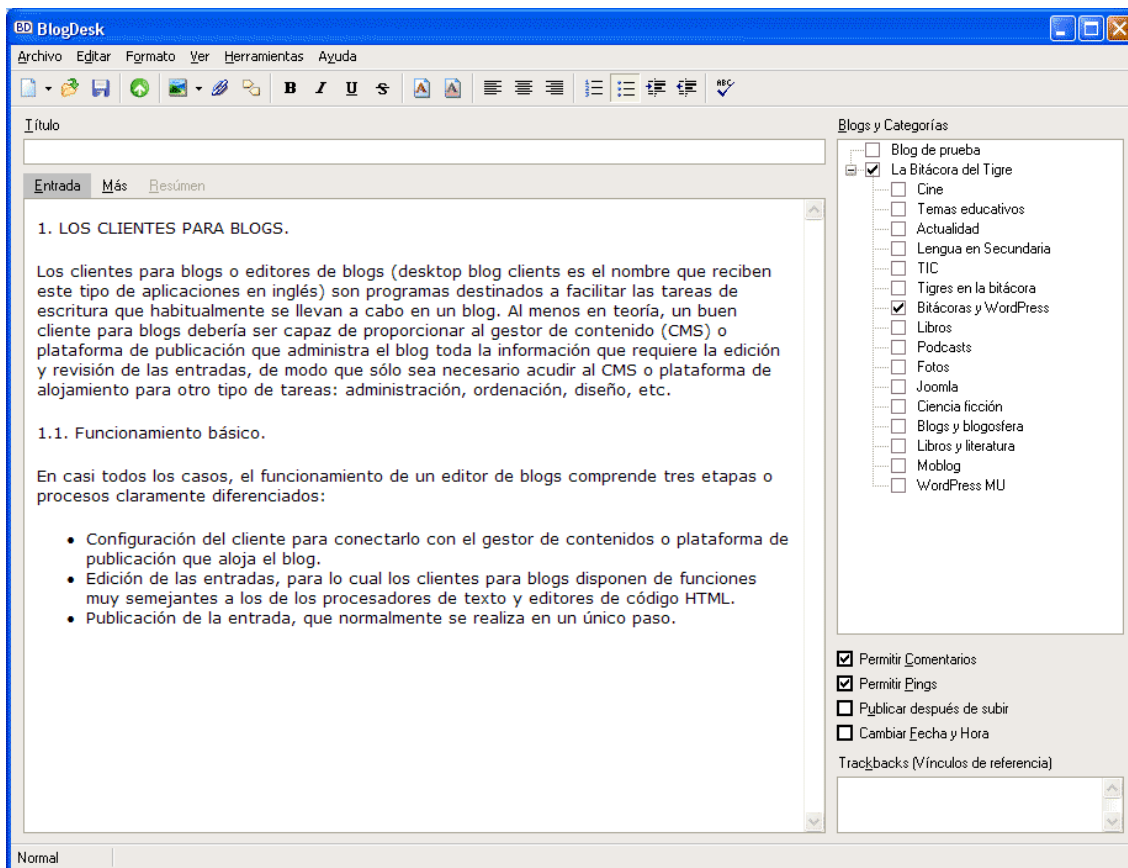 BD BlogDesk
Archivo Editar Formato Ver Herramientas Ayuda
B I U S A A ABC
Título
Blogs y Categorías
Entrada Más Resúmen
1. LOS CLIENTES PARA BLOGS.
Los clientes para blogs o editores de blogs (desktop blog clients es el nombre que reciben
este tipo de aplicaciones en inglés) son programas destinados a facilitar las tareas de
escritura que habitualmente se llevan a cabo en un blog. Al menos en teoría, un buen
cliente para blogs debería ser capaz de proporcionar al gestor de contenido (CMS) o
plataforma de publicación que administra el blog toda la información que requiere la edición
y revisión de las entradas, de modo que sólo sea necesario acudir al CMS o plataforma de
alojamiento para otro tipo de tareas: administración, ordenación, diseño, etc.
1.1. Funcionamiento básico.
En casi todos los casos, el funcionamiento de un editor de blogs comprende tres etapas o
procesos claramente diferenciados:
• Configuración del cliente para conectarlo con el gestor de contenidos o plataforma de
publicación que aloja el blog.
• Edición de las entradas, para lo cual los clientes para blogs disponen de funciones
muy semejantes a los de los procesadores de texto y editores de código HTML.
• Publicación de la entrada, que normalmente se realiza en un único paso.
Blog de prueba
La Bitácora del Tigre
Cine
Temas educativos
Actualidad
Lengua en Secundaria
TIC
Tigres en la bitácora
Bitácoras y WordPress
Libros
Podcasts
Fotos
Joomla
Ciencia ficción
Blogs y blogosfera
Libros y literatura
Moblog
WordPress MU
Permitir Comentarios
Permitir Pings
Publicar después de subir
Cambiar Fecha y Hora
Trackbacks (Vínculos de referencia)
Normal